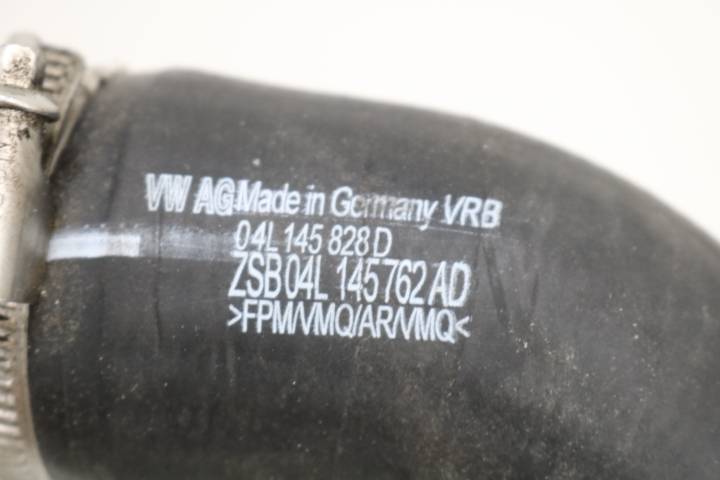 VW AG Made in Germany VRB
04L 145 828 D
ZSB 04L 145 762 AD
>FPM/VMQ/AR/VMQ<